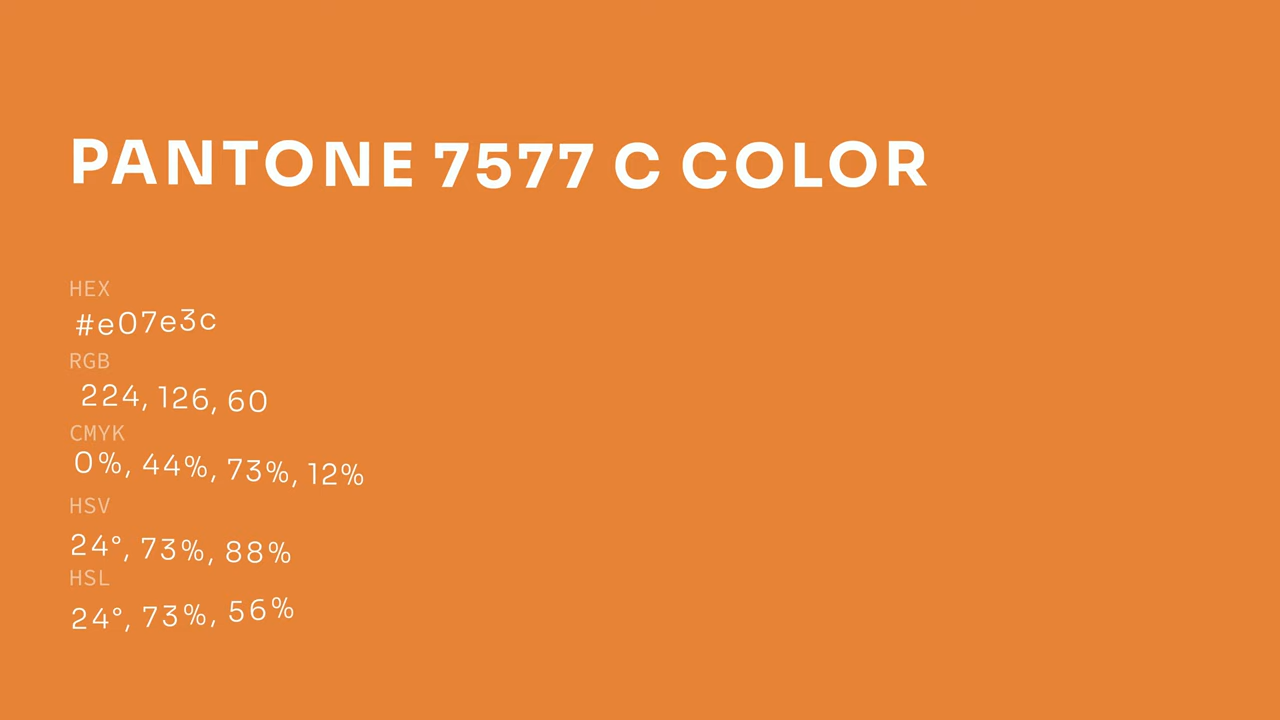 PANTONE 7577 C COLOR
HEX
#e07e3c
RGB
224, 126, 60
CMYK
0%, 44%, 73%, 12%
HSV
24°, 73%, 88%
HSL
24°, 73%, 56%